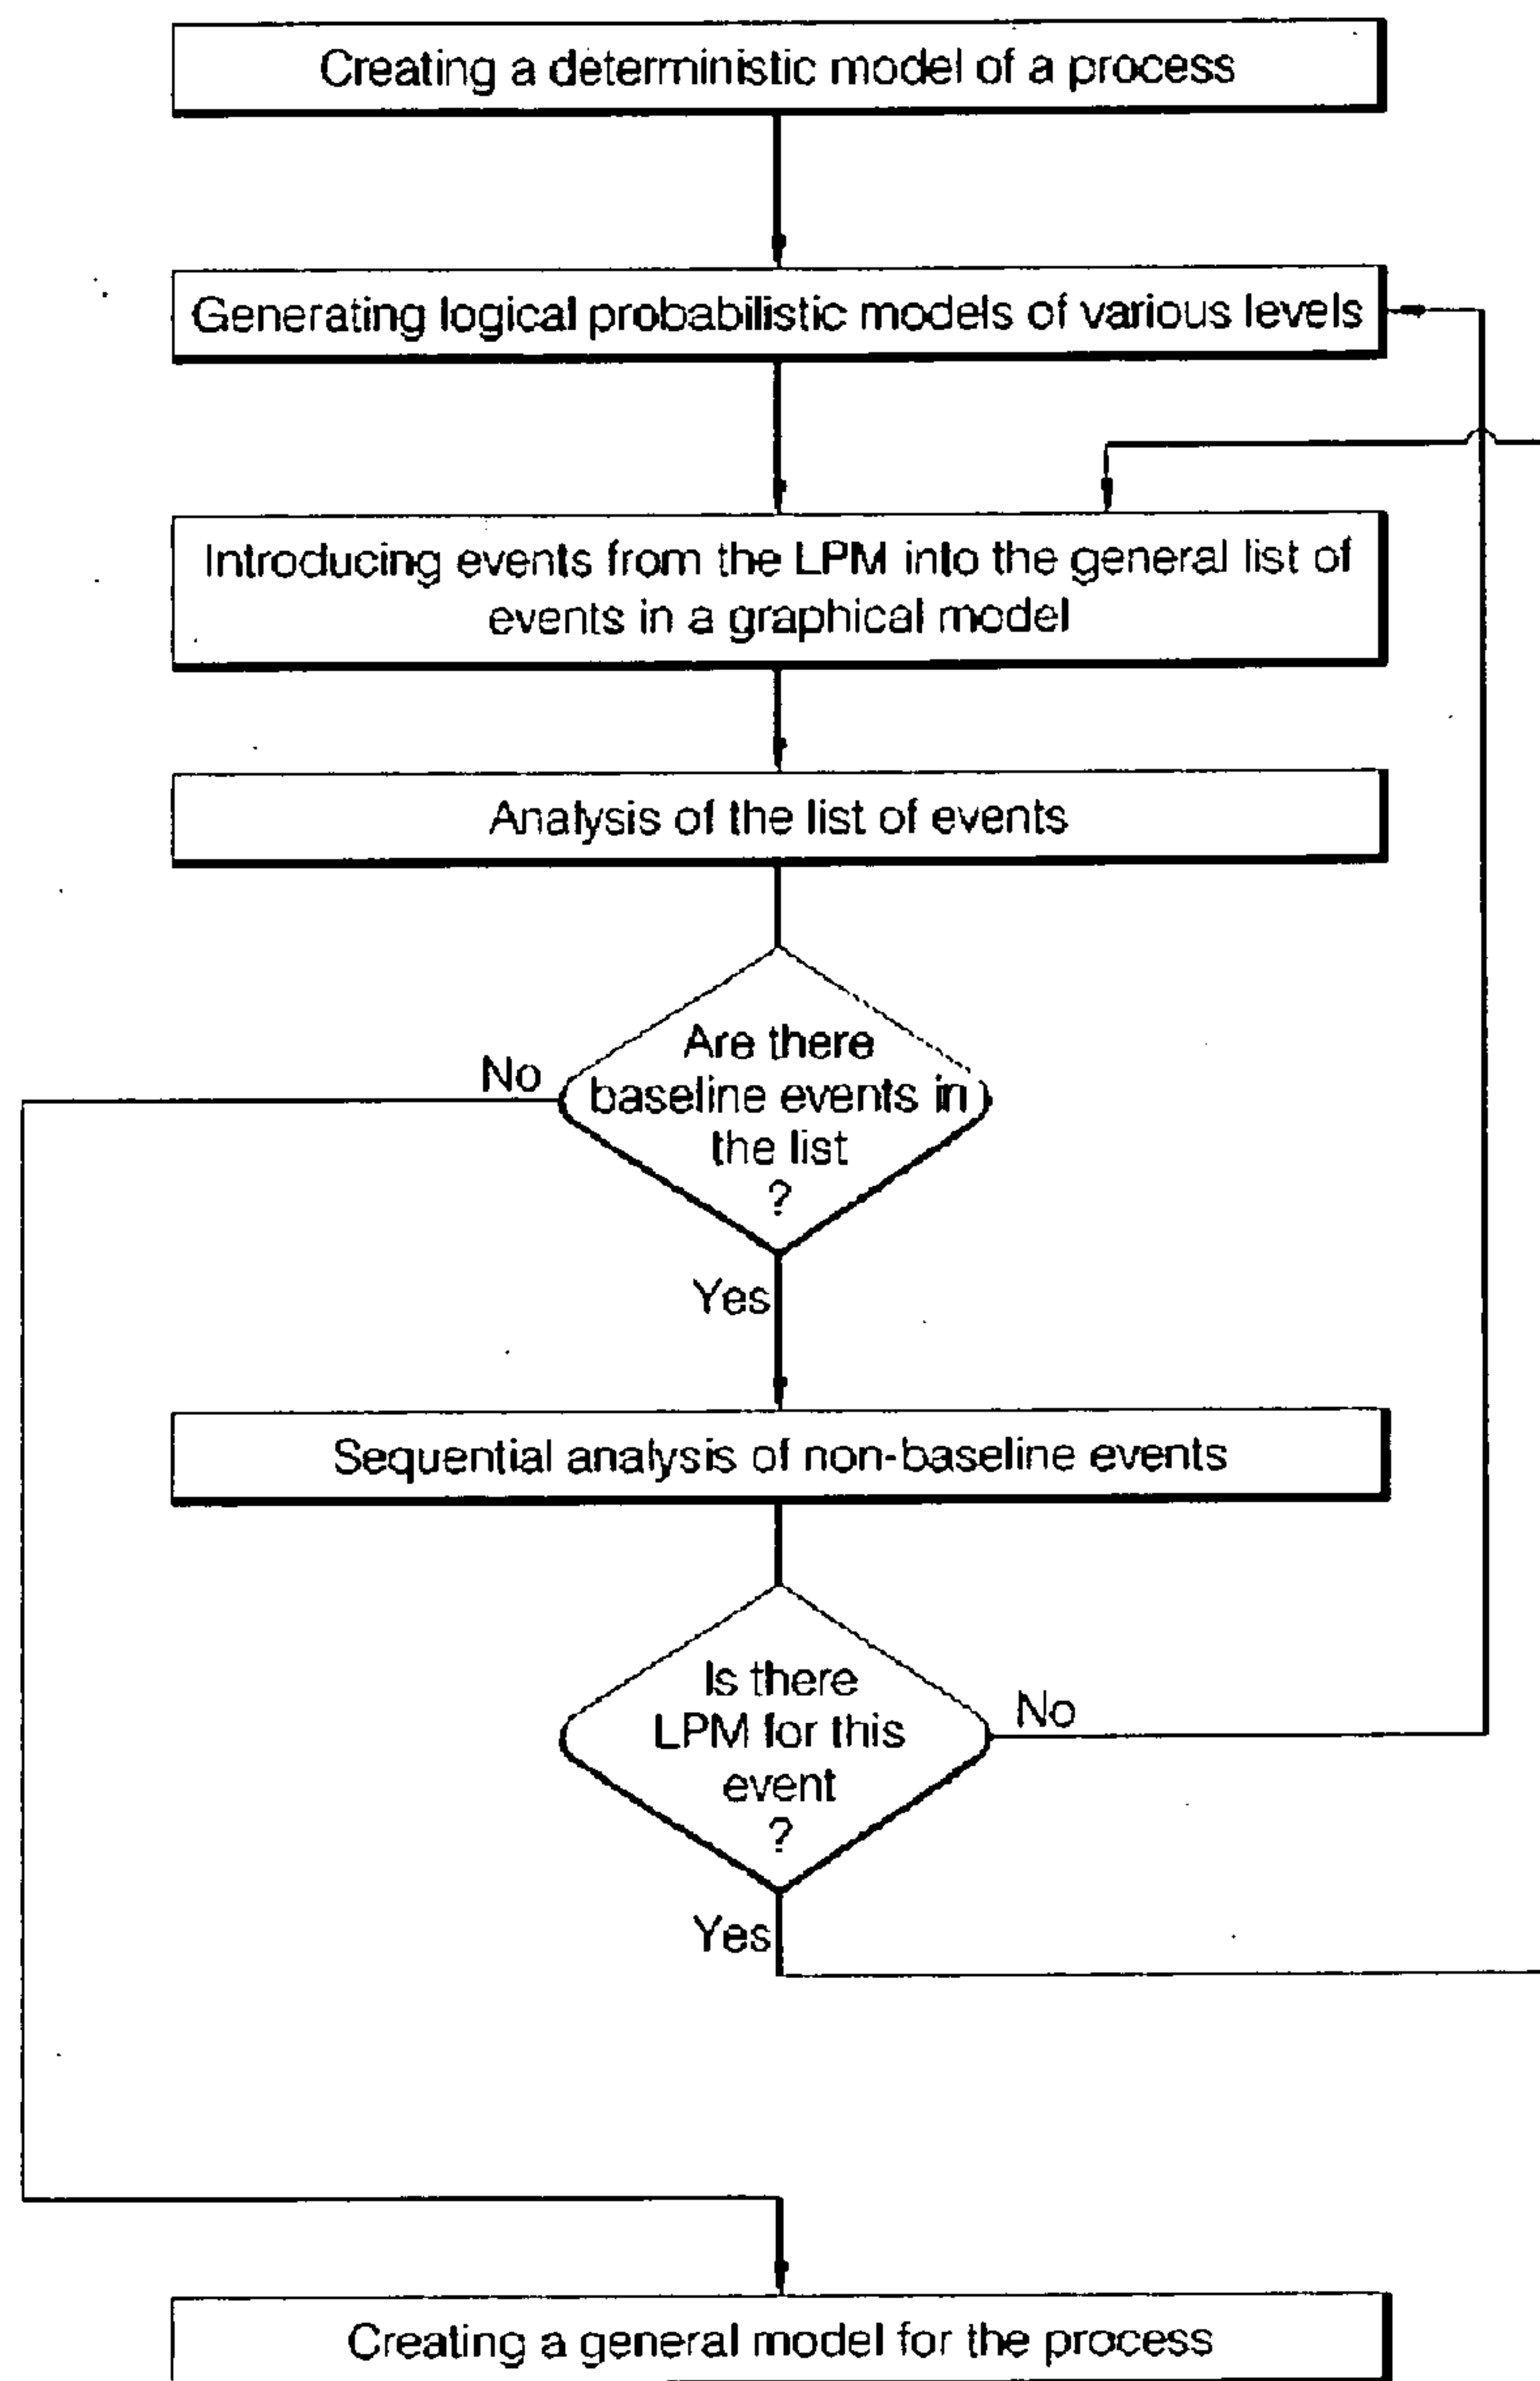 Creating a deterministic model of a process
Generating logical probabilistic models of various levels
Introducing events from the LPM into the general list of
events in a graphical model
Analysis of the list of events
Are there
baseline events in
the list
?
No
Yes
Sequential analysis of non-baseline events
Is there
LPM for this
event
?
No
Yes
Creating a general model for the process